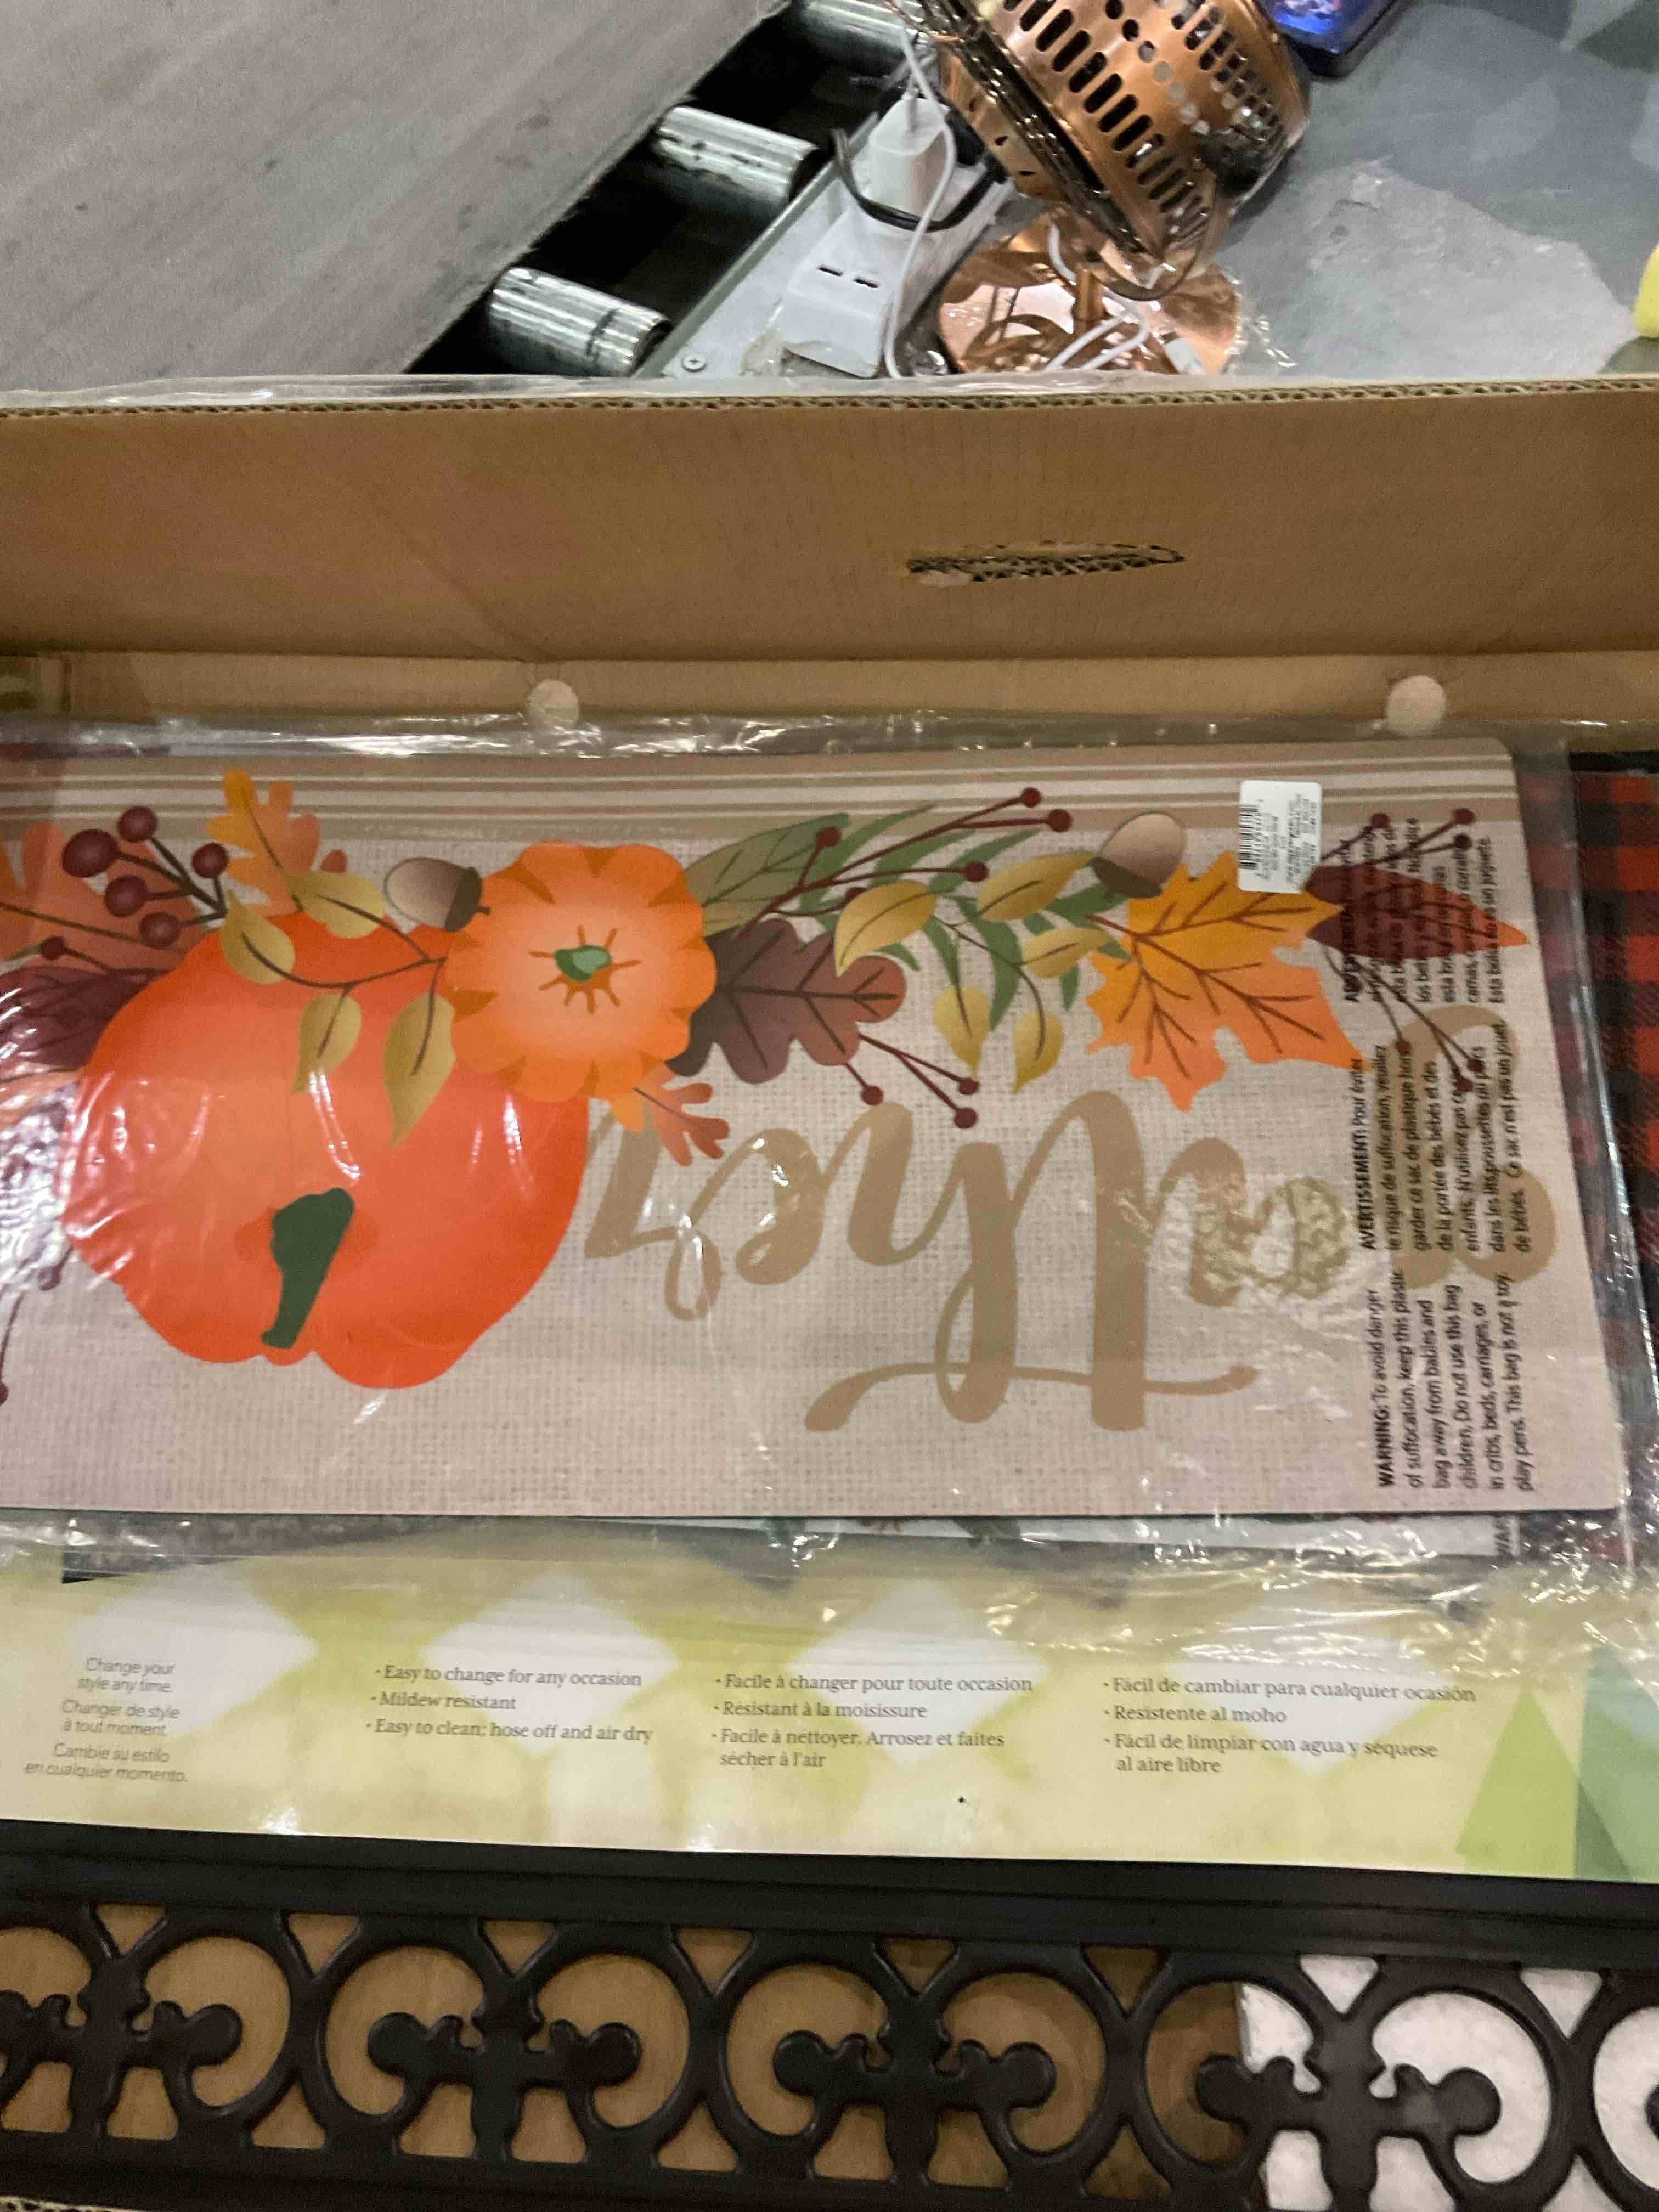 Gather
WARNING: To avoid danger
of suffocation, keep this plastic
bag away from babies and
children. Do not use this bag
in cribs, beds, carriages, or
play pens. This bag is not a toy.
AVERTISSEMENT: Pour éviter
le risque de suffocation, veuillez
garder ce sac de plastique hors
de la portée des bébés et des
enfants. N'utilisez pas ce sac
dans les lits, poussettes ou parcs
de bébés. Ce sac n'est pas un jouet.
Esta bolsa no es un juguete.
Change your
style any time.
Changer de style
à tout moment.
Cambie su estilo
en cualquier momento.
• Easy to change for any occasion
• Mildew resistant
• Easy to clean; hose off and air dry
• Facile à changer pour toute occasion
• Résistant à la moisissure
• Facile à nettoyer. Arrosez et faites
sécher à l'air
• Fácil de cambiar para cualquier ocasión
• Resistente al moho
• Fácil de limpiar con agua y séquese
al aire libre